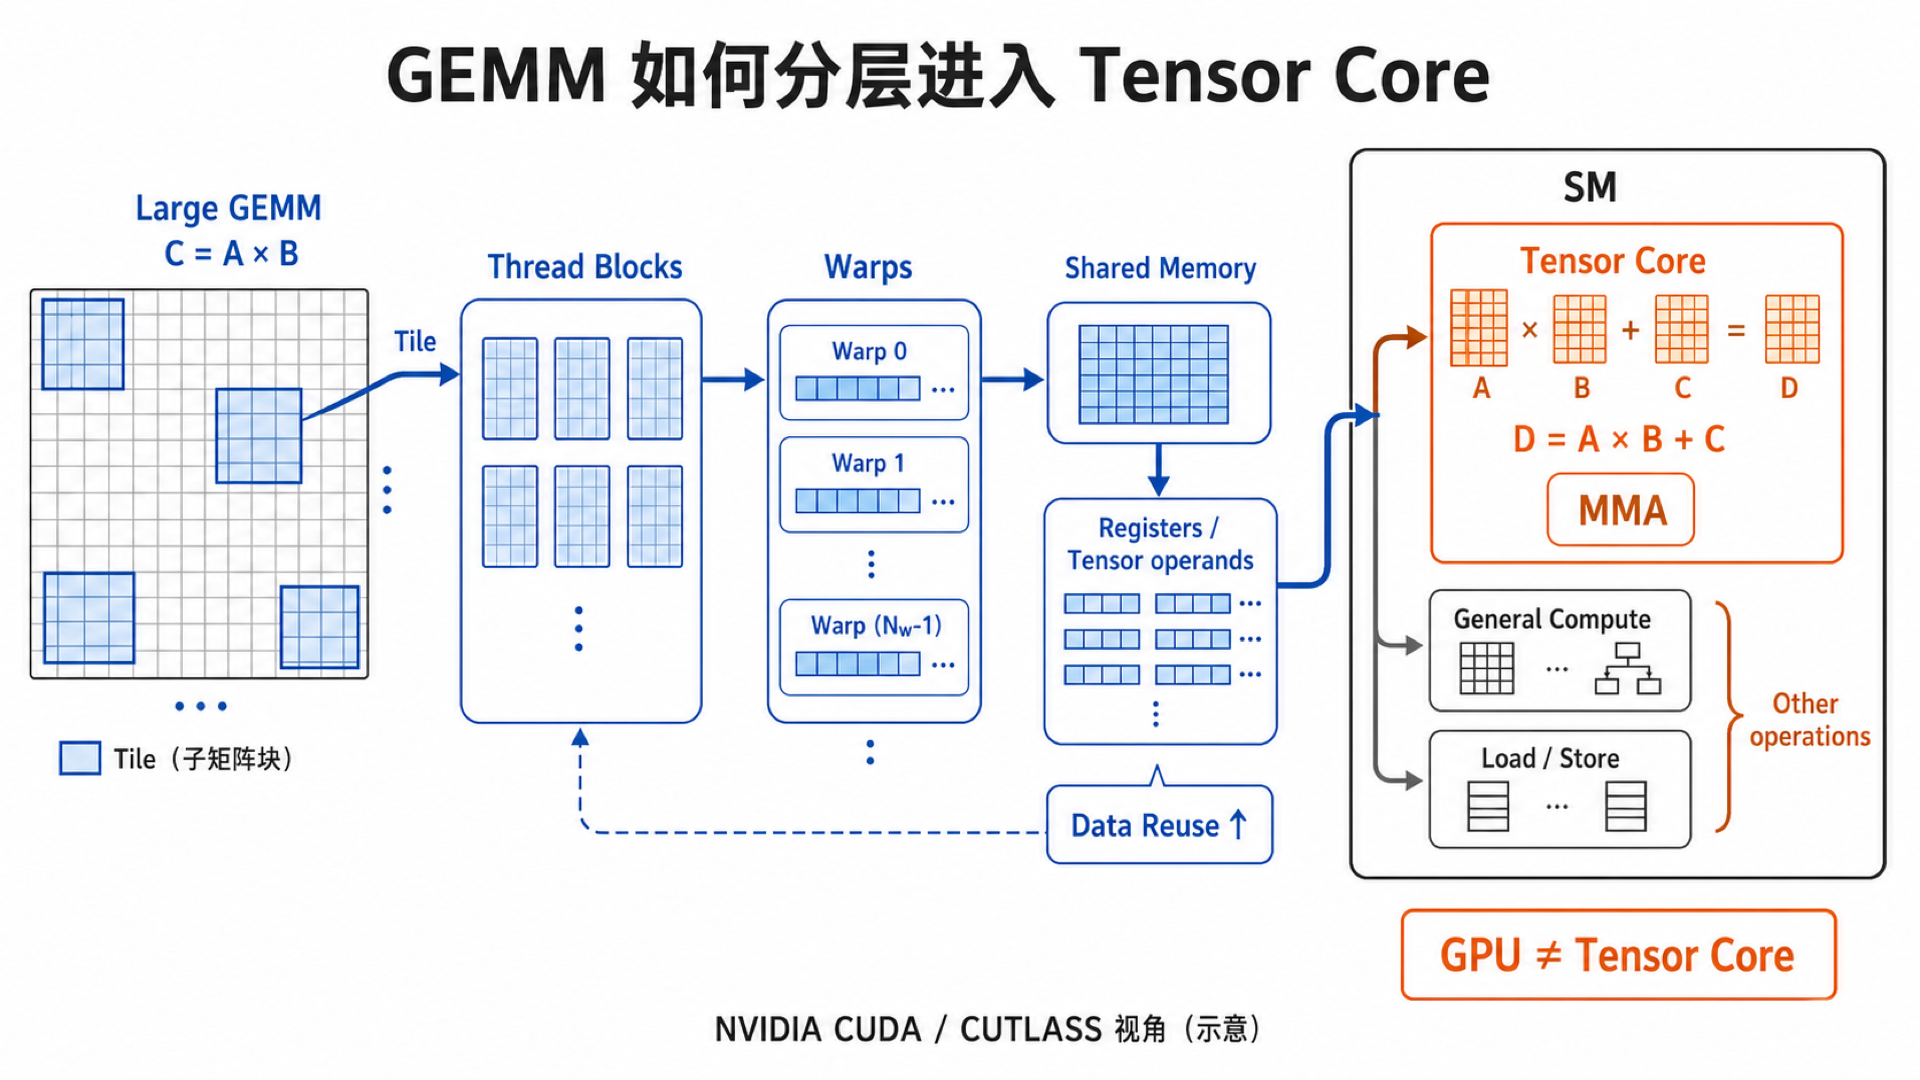 GEMM 如何分层进入 Tensor Core
Large GEMM
C = A × B
Tile
Tile（子矩阵块）
Thread Blocks
Warps
Warp 0
...
Warp 1
...
Warp (Nw-1)
...
Shared Memory
Registers /
Tensor operands
...
...
...
Data Reuse ↑
SM
Tensor Core
× + =
A B C D
D = A × B + C
MMA
General Compute
...
Load / Store
...
Other
operations
GPU ≠ Tensor Core
NVIDIA CUDA / CUTLASS 视角（示意）